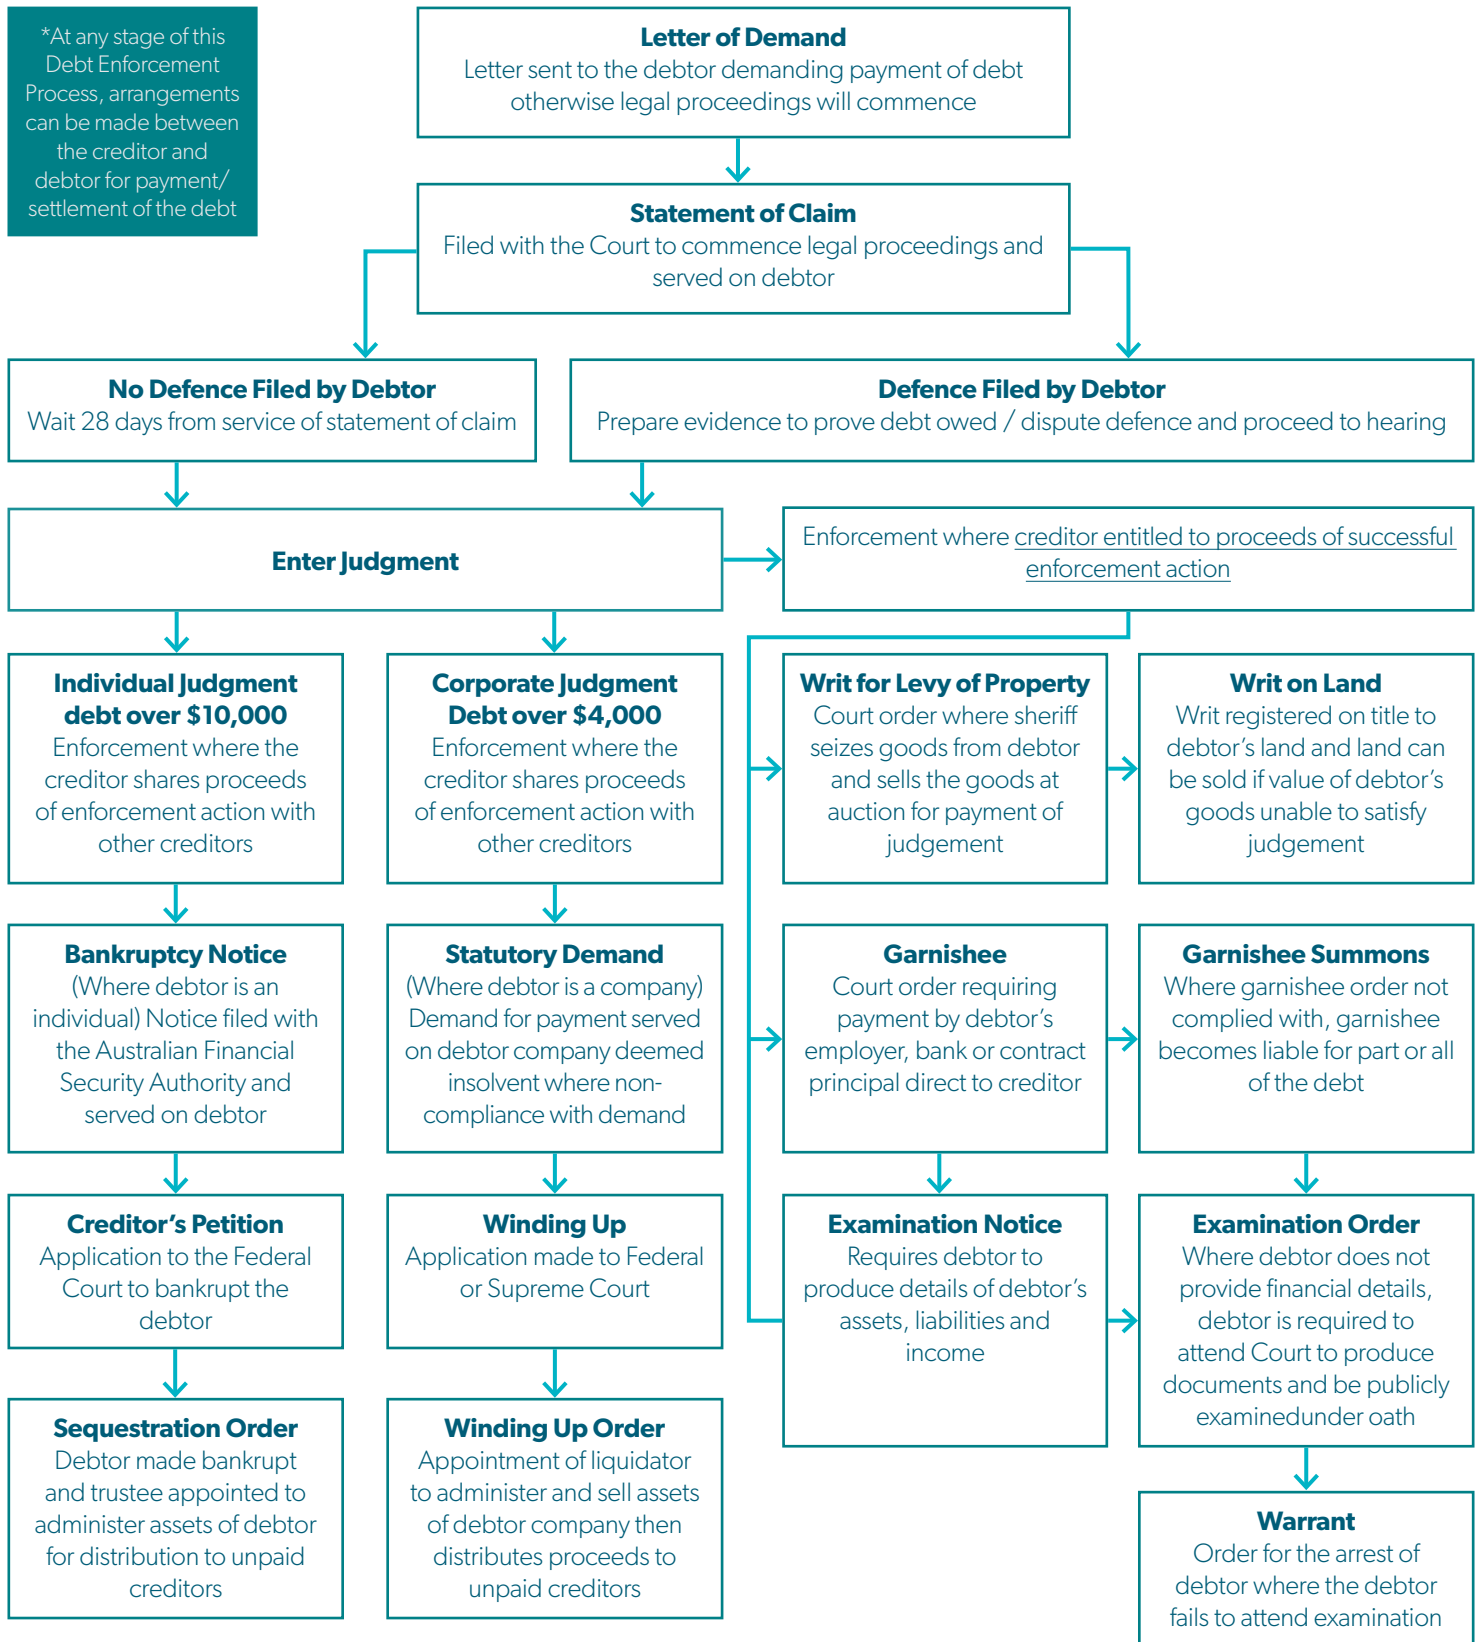 *At any stage of this
Debt Enforcement
Process, arrangements
can be made between
the creditor and
debtor for payment/
settlement of the debt
Letter of Demand
Letter sent to the debtor demanding payment of debt
otherwise legal proceedings will commence
Statement of Claim
Filed with the Court to commence legal proceedings and
served on debtor
No Defence Filed by Debtor
Wait 28 days from service of statement of claim
Defence Filed by Debtor
Prepare evidence to prove debt owed / dispute defence and proceed to hearing
Enter Judgment
Enforcement where creditor entitled to proceeds of successful
enforcement action
Individual Judgment
debt over $10,000
Enforcement where the
creditor shares proceeds
of enforcement action with
other creditors
Corporate Judgment
Debt over $4,000
Enforcement where the
creditor shares proceeds
of enforcement action with
other creditors
Writ for Levy of Property
Court order where sheriff
seizes goods from debtor
and sells the goods at
auction for payment of
judgement
Writ on Land
Writ registered on title to
debtor's land and land can
be sold if value of debtor's
goods unable to satisfy
judgement
Bankruptcy Notice
(Where debtor is an
individual) Notice filed with
the Australian Financial
Security Authority and
served on debtor
Statutory Demand
(Where debtor is a company)
Demand for payment served
on debtor company deemed
insolvent where non-
compliance with demand
Garnishee
Court order requiring
payment by debtor's
employer, bank or contract
principal direct to creditor
Garnishee Summons
Where garnishee order not
complied with, garnishee
becomes liable for part or all
of the debt
Creditor's Petition
Application to the Federal
Court to bankrupt the
debtor
Winding Up
Application made to Federal
or Supreme Court
Examination Notice
Requires debtor to
produce details of debtor's
assets, liabilities and
income
Examination Order
Where debtor does not
provide financial details,
debtor is required to
attend Court to produce
documents and be publicly
examinedunder oath
Sequestration Order
Debtor made bankrupt
and trustee appointed to
administer assets of debtor
for distribution to unpaid
creditors
Winding Up Order
Appointment of liquidator
to administer and sell assets
of debtor company then
distributes proceeds to
unpaid creditors
Warrant
Order for the arrest of
debtor where the debtor
fails to attend examination